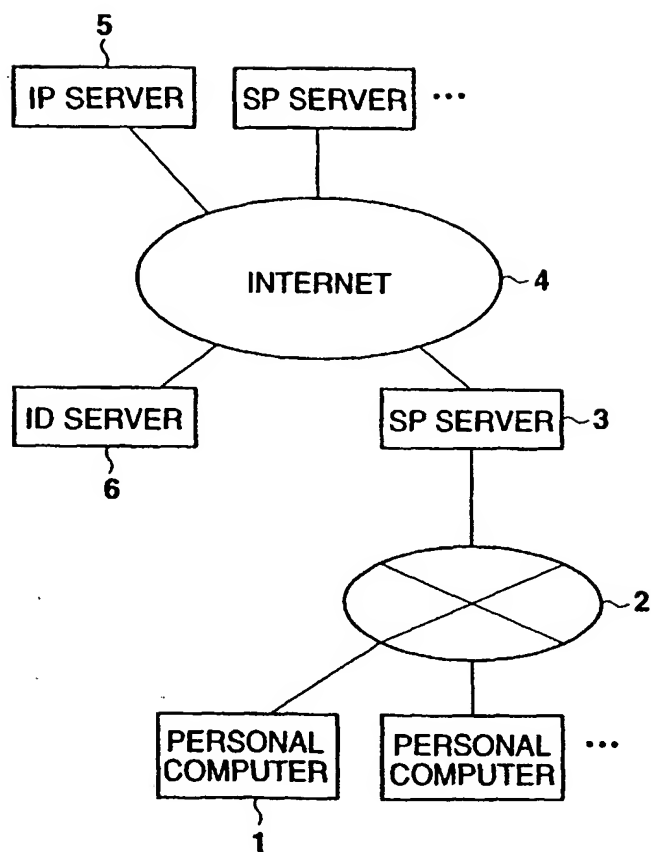 5
IP SERVER
SP SERVER ...
INTERNET
4
ID SERVER
6
SP SERVER
3
2
PERSONAL
COMPUTER
1
PERSONAL
COMPUTER
...